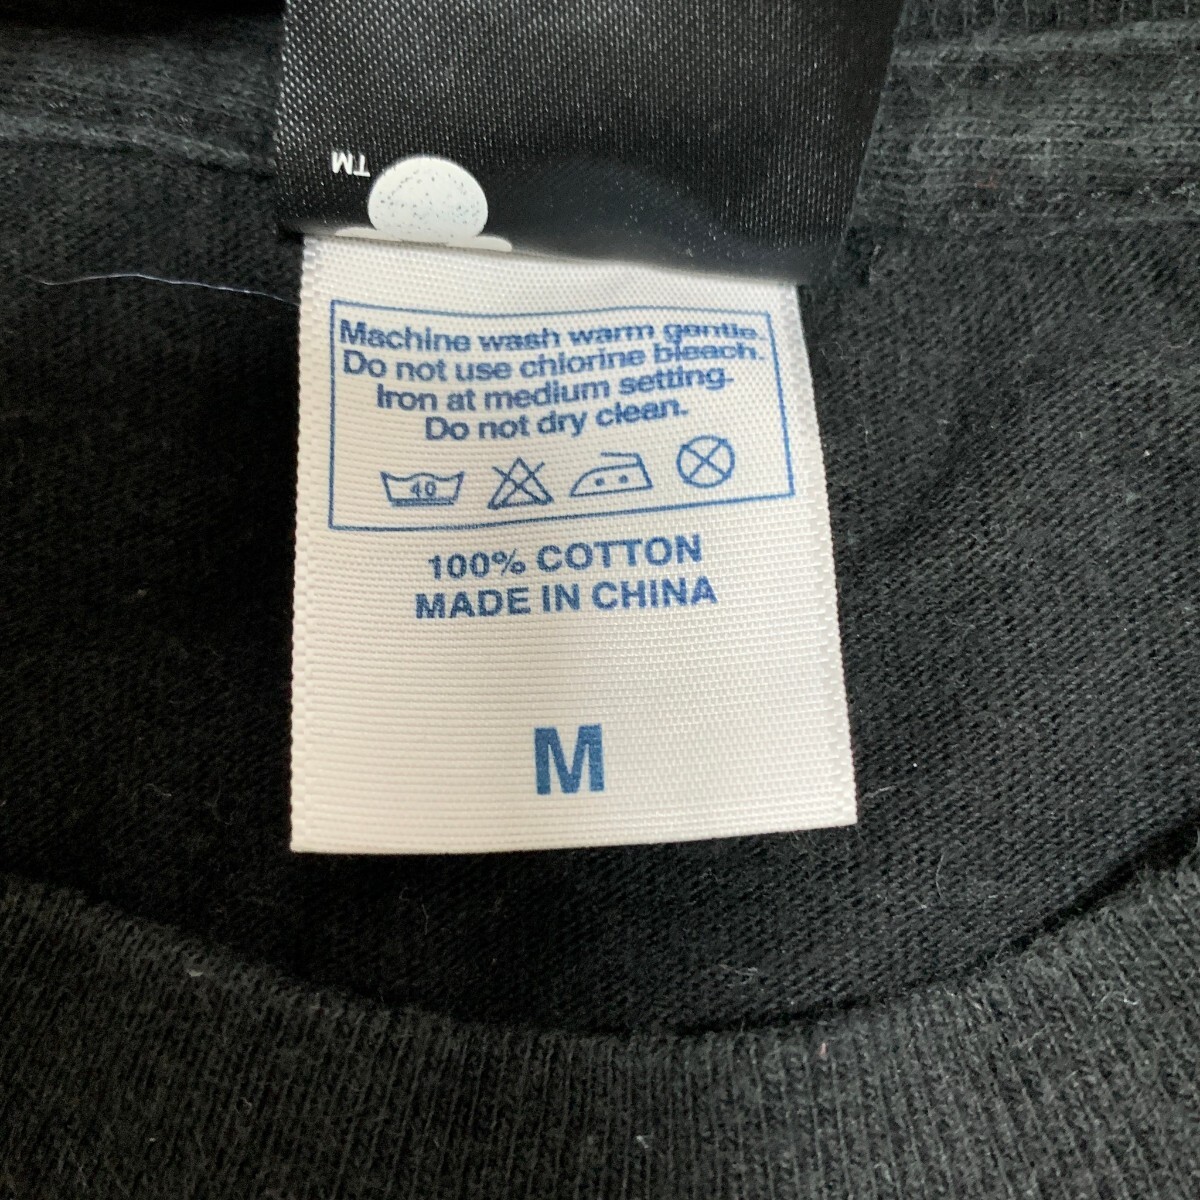 TM
Machine wash warm gentle.
Do not use chlorine bleach.
Iron at medium setting.
Do not dry clean.
40
100% COTTON
MADE IN CHINA
M